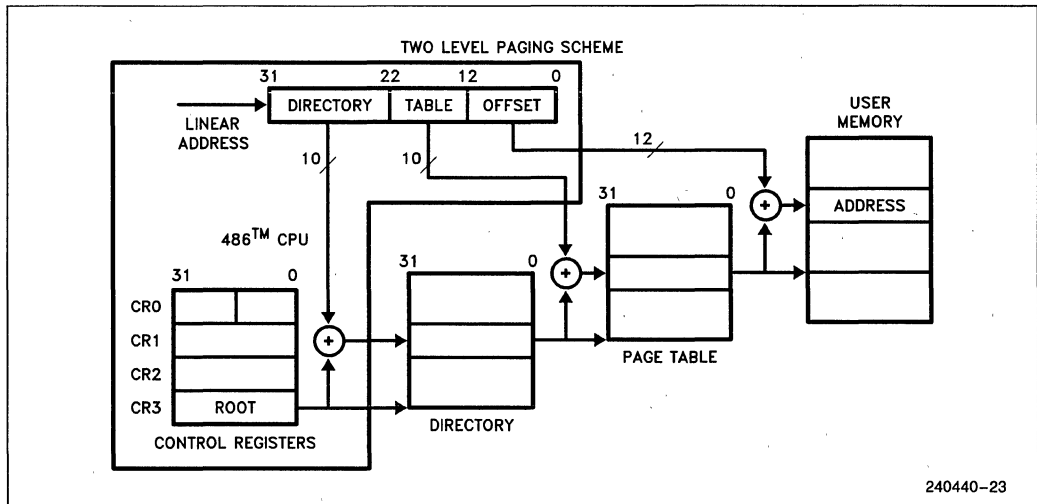 TWO LEVEL PAGING SCHEME
31 22 12 0
DIRECTORY TABLE OFFSET
LINEAR
ADDRESS
USER
MEMORY
10 10 12
31 0
ADDRESS
486™ CPU
31 0
31 0
CR0
CR1
CR2
CR3 ROOT
CONTROL REGISTERS
DIRECTORY
PAGE TABLE
240440-23